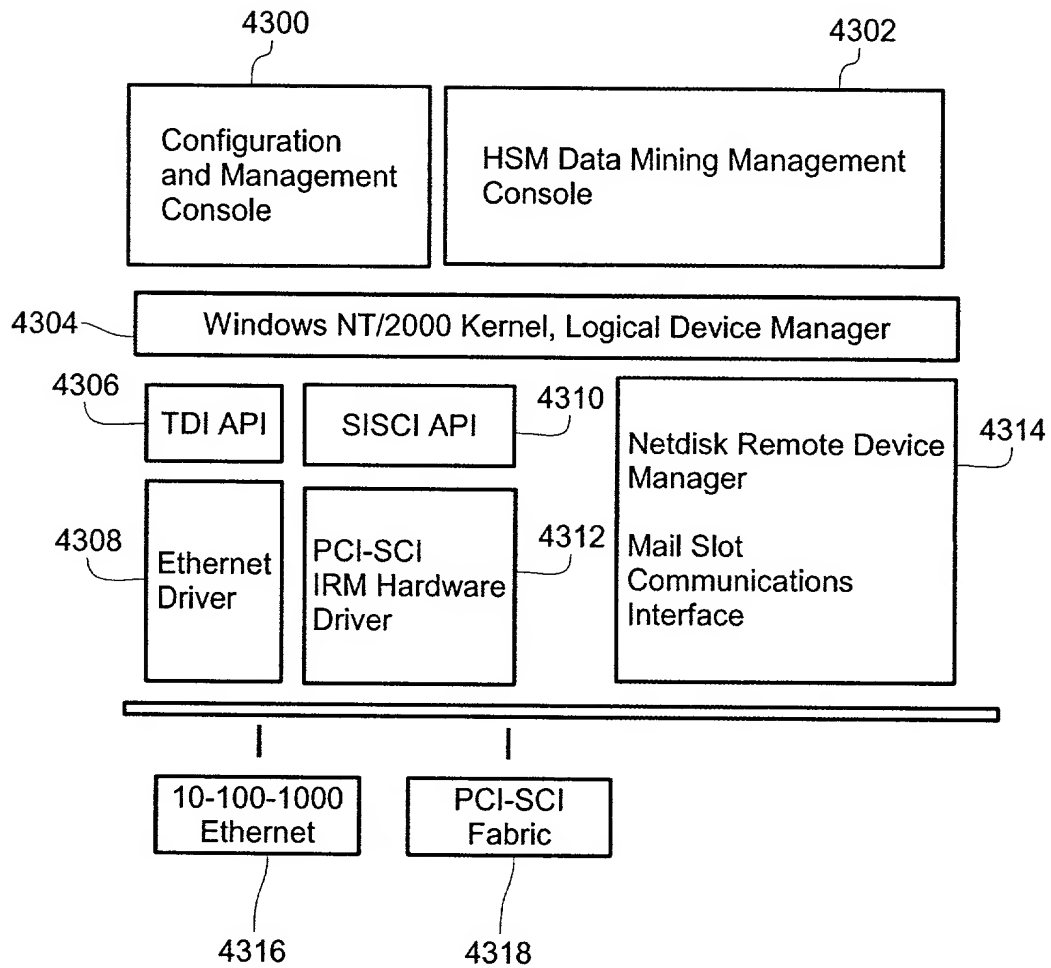 4300
4302
Configuration
and Management
Console
HSM Data Mining Management
Console
4304
Windows NT/2000 Kernel, Logical Device Manager
4306
TDI API
SISCI API
4310
4308
Ethernet
Driver
PCI-SCI
IRM Hardware
Driver
4312
Netdisk Remote Device
Manager
Mail Slot
Communications
Interface
4314
10-100-1000
Ethernet
PCI-SCI
Fabric
4316
4318